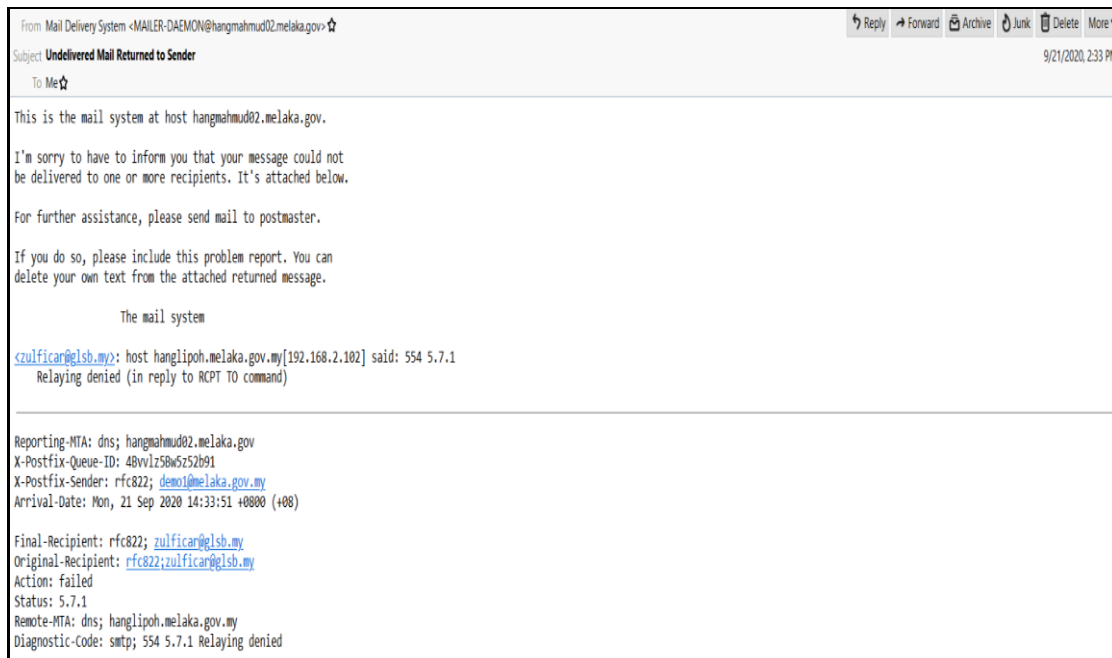 From Mail Delivery System <MAILER-DAEMON@hangmahmud02.melaka.gov>
Reply Forward Archive Junk Delete More
Subject Undelivered Mail Returned to Sender
9/21/2020, 2:33 PM
To Me
This is the mail system at host hangmahmud02.melaka.gov.
I'm sorry to have to inform you that your message could not
be delivered to one or more recipients. It's attached below.
For further assistance, please send mail to postmaster.
If you do so, please include this problem report. You can
delete your own text from the attached returned message.
The mail system
<zulficar@glsb.my>: host hanglipoh.melaka.gov.my[192.168.2.102] said: 554 5.7.1
Relaying denied (in reply to RCPT TO command)
Reporting-MTA: dns; hangmahmud02.melaka.gov
X-Postfix-Queue-ID: 4Bvvlz5Bw5z52b91
X-Postfix-Sender: rfc822; demo1@melaka.gov.my
Arrival-Date: Mon, 21 Sep 2020 14:33:51 +0800 (+08)
Final-Recipient: rfc822; zulficar@glsb.my
Original-Recipient: rfc822;zulficar@glsb.my
Action: failed
Status: 5.7.1
Remote-MTA: dns; hanglipoh.melaka.gov.my
Diagnostic-Code: smtp; 554 5.7.1 Relaying denied